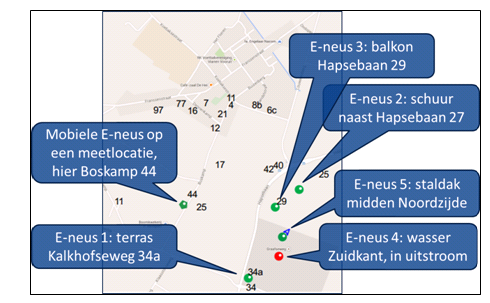 E-neus 3: balkon
Hapsebaan 29
E-neus 2: schuur
naast Hapsebaan 27
97
77
16
7
11
4
21
12
8b
6c
Mobiele E-neus op
een meetlocatie,
hier Boskamp 44
17
42
40
25
44
25
11
29
E-neus 5: staldak
midden Noordzijde
E-neus 1: terras
Kalkhofseweg 34a
E-neus 4: wasser
Zuidkant, in uitstroom
34a
34